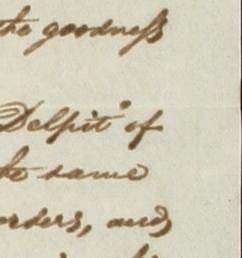 the goodness
Delpit of
the same
orders, and